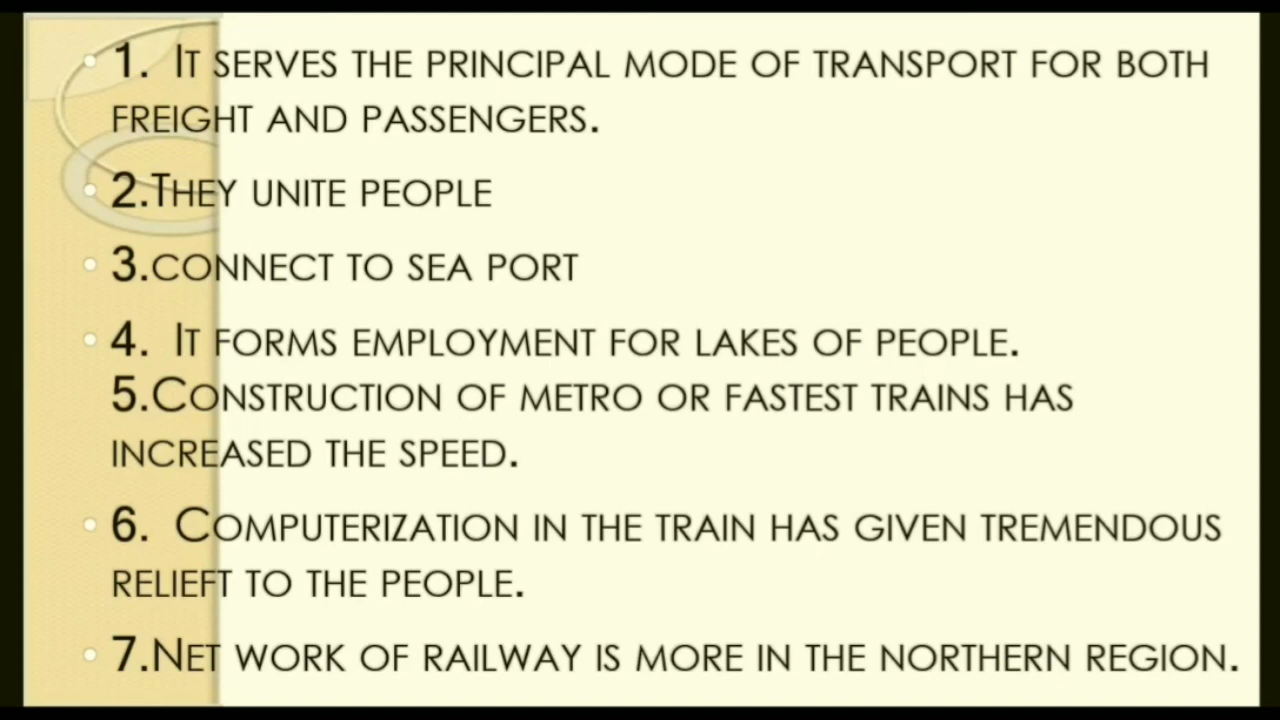 1. It serves the principal mode of transport for both
freight and passengers.
2.They unite people
3.connect to sea port
4. It forms employment for lakes of people.
5.Construction of metro or fastest trains has
increased the speed.
6. Computerization in the train has given tremendous
relieft to the people.
7.Net work of railway is more in the northern region.